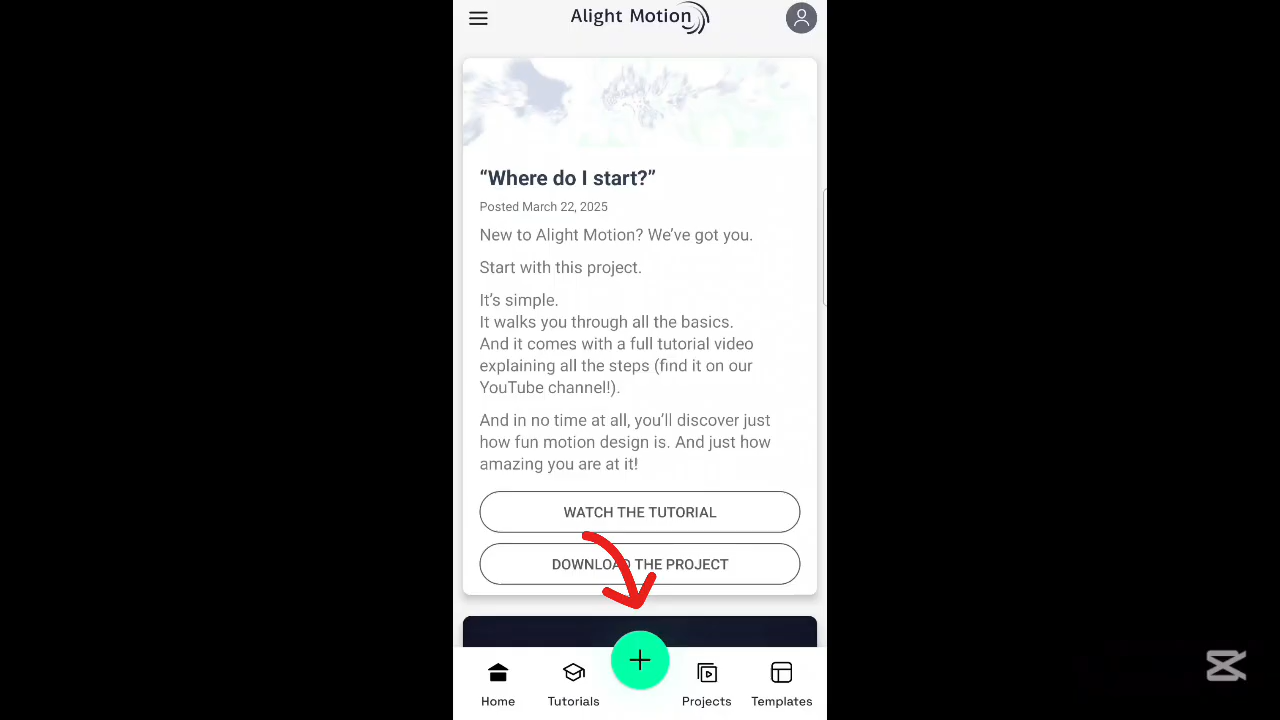 Alight Motion
“Where do I start?”
Posted March 22, 2025
New to Alight Motion? We’ve got you.
Start with this project.
It’s simple.
It walks you through all the basics.
And it comes with a full tutorial video
explaining all the steps (find it on our
YouTube channel!).
And in no time at all, you’ll discover just
how fun motion design is. And just how
amazing you are at it!
WATCH THE TUTORIAL
DOWNLOAD THE PROJECT
Home
Tutorials
Projects
Templates